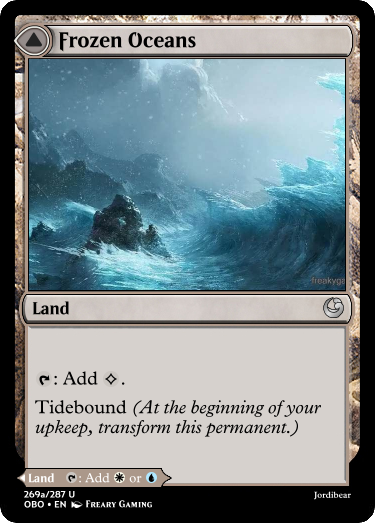 Frozen Oceans
freakyga
Land
: Add .
Tidebound (At the beginning of your
upkeep, transform this permanent.)
Land : Add or
269a/287 U
OBO • EN Freary Gaming
Jordibear